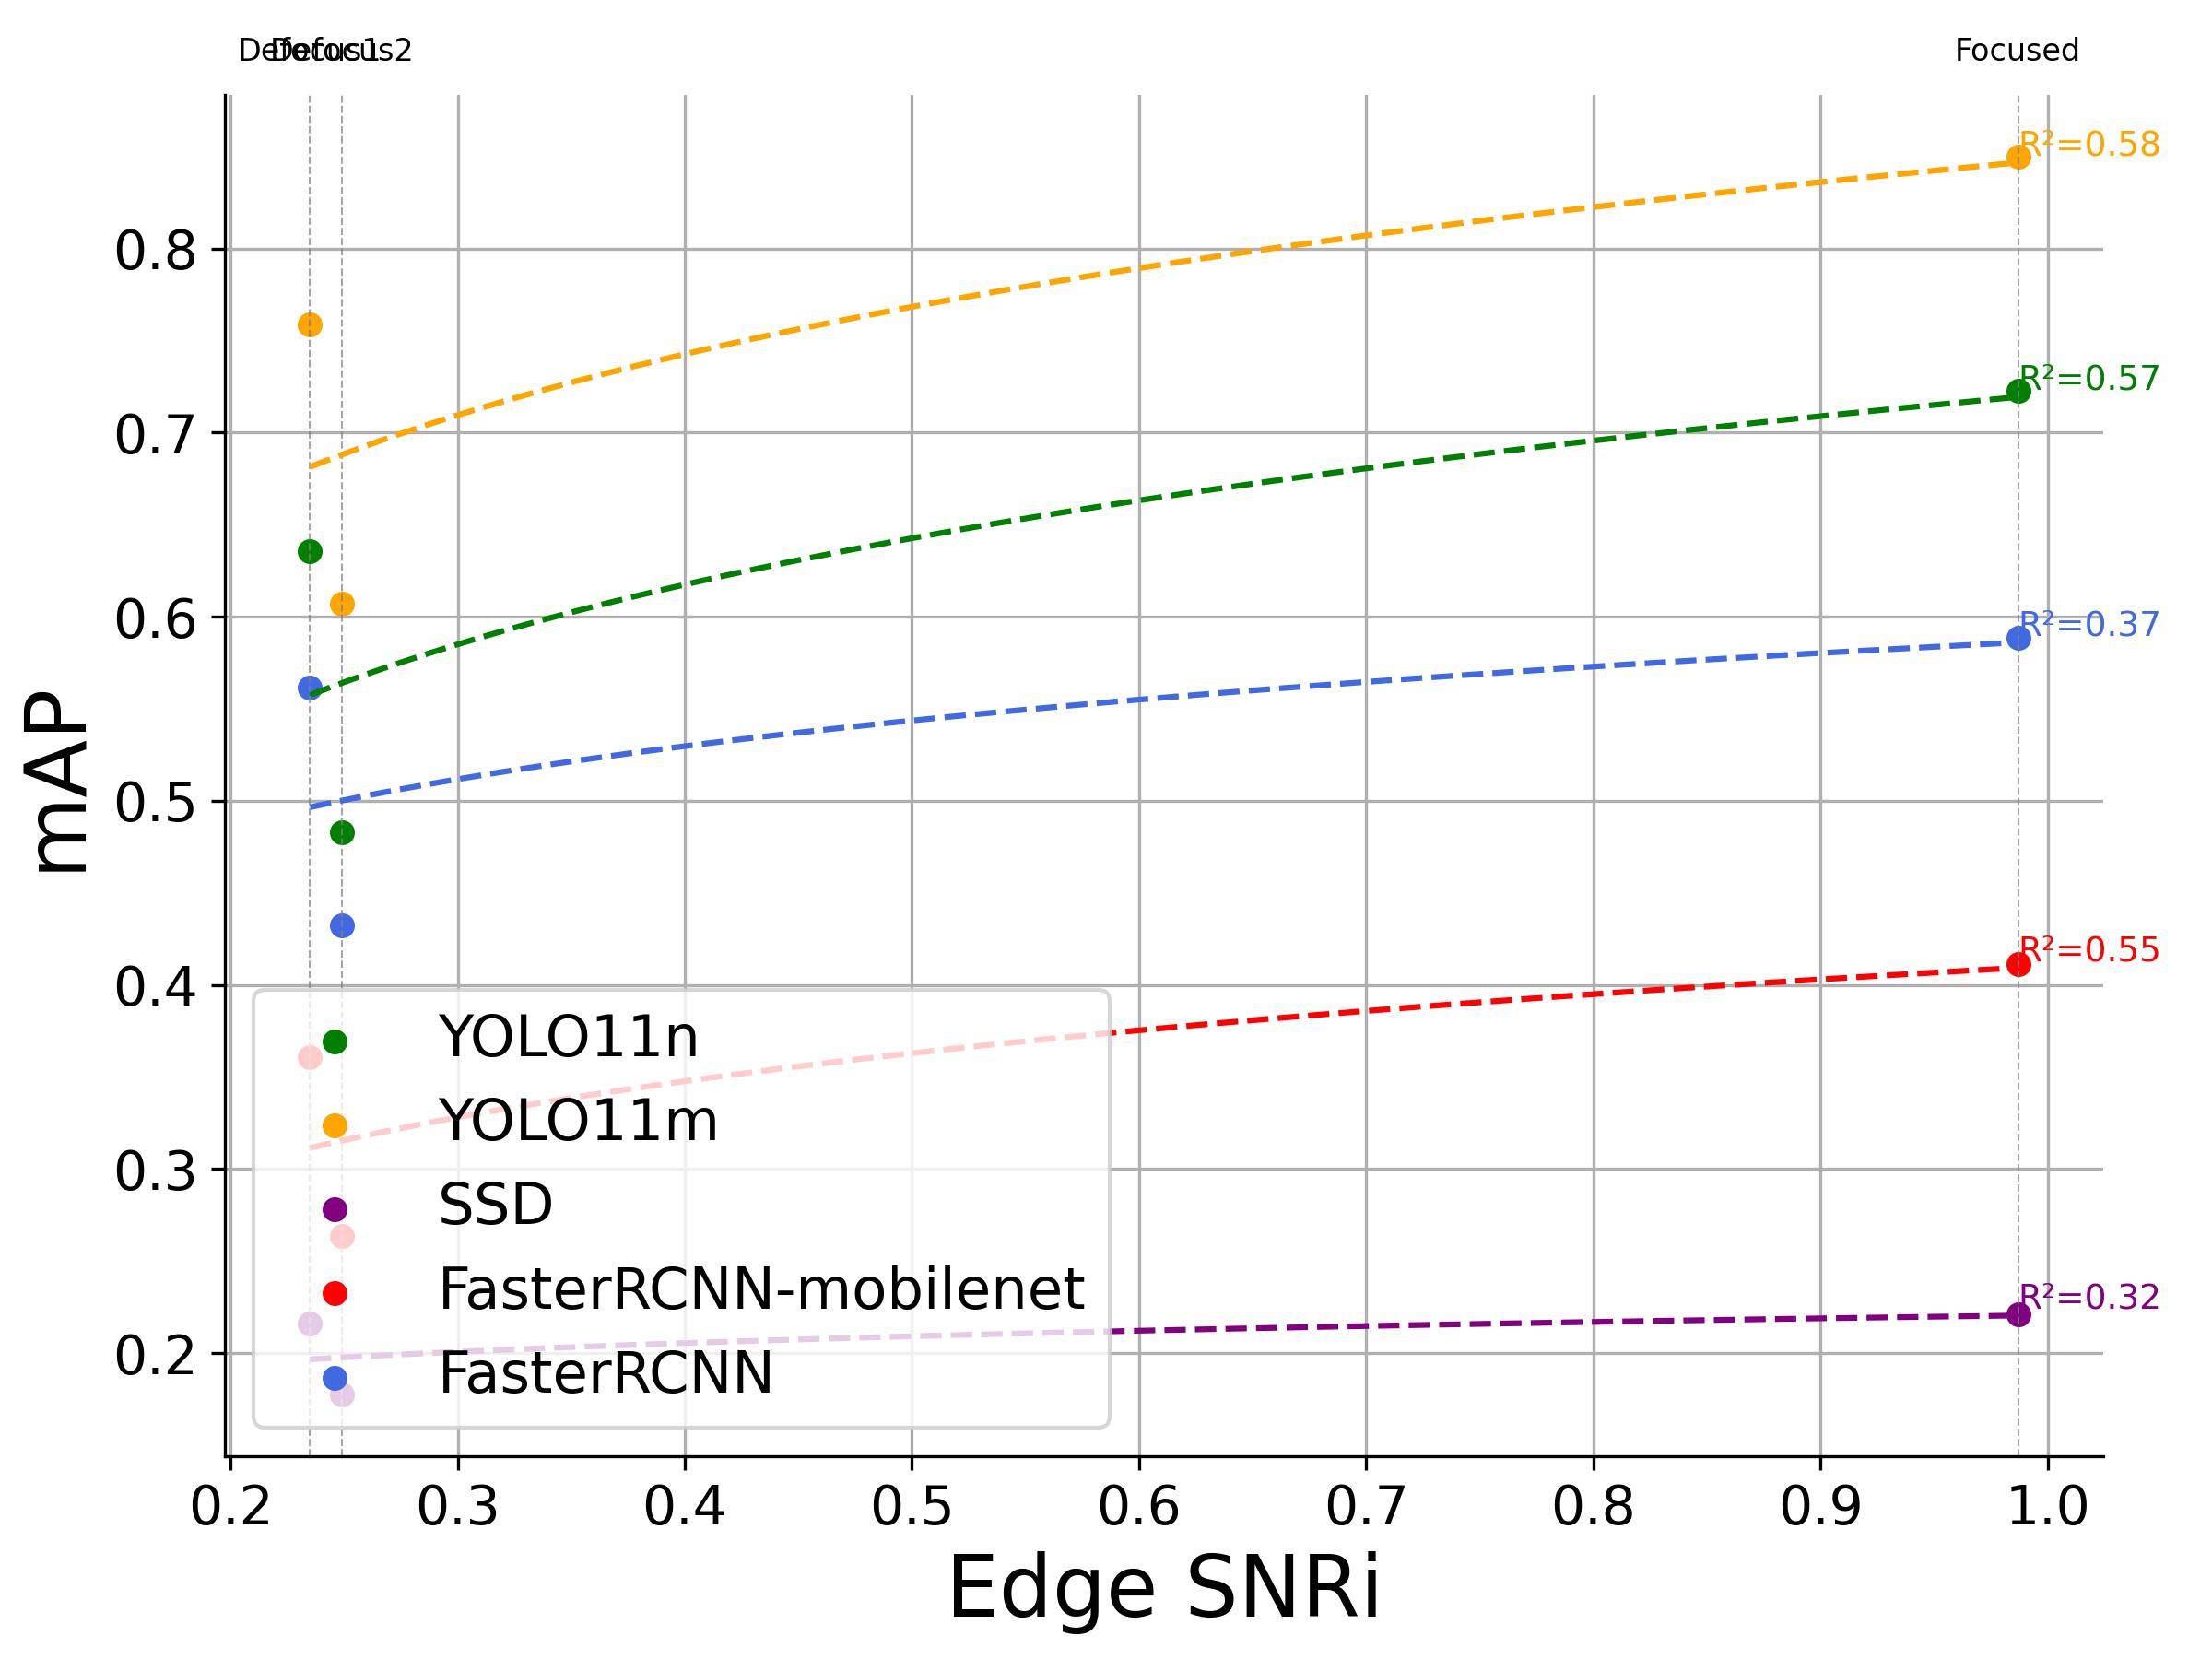 Defocus1
Defocus2
Focused
R²=0.58
0.8
R²=0.57
0.7
R²=0.37
0.6
mAP
0.5
R²=0.55
0.4
YOLO11n
YOLO11m
0.3
SSD
FasterRCNN-mobilenet
R²=0.32
0.2
FasterRCNN
0.2 0.3 0.4 0.5 0.6 0.7 0.8 0.9 1.0
Edge SNRi